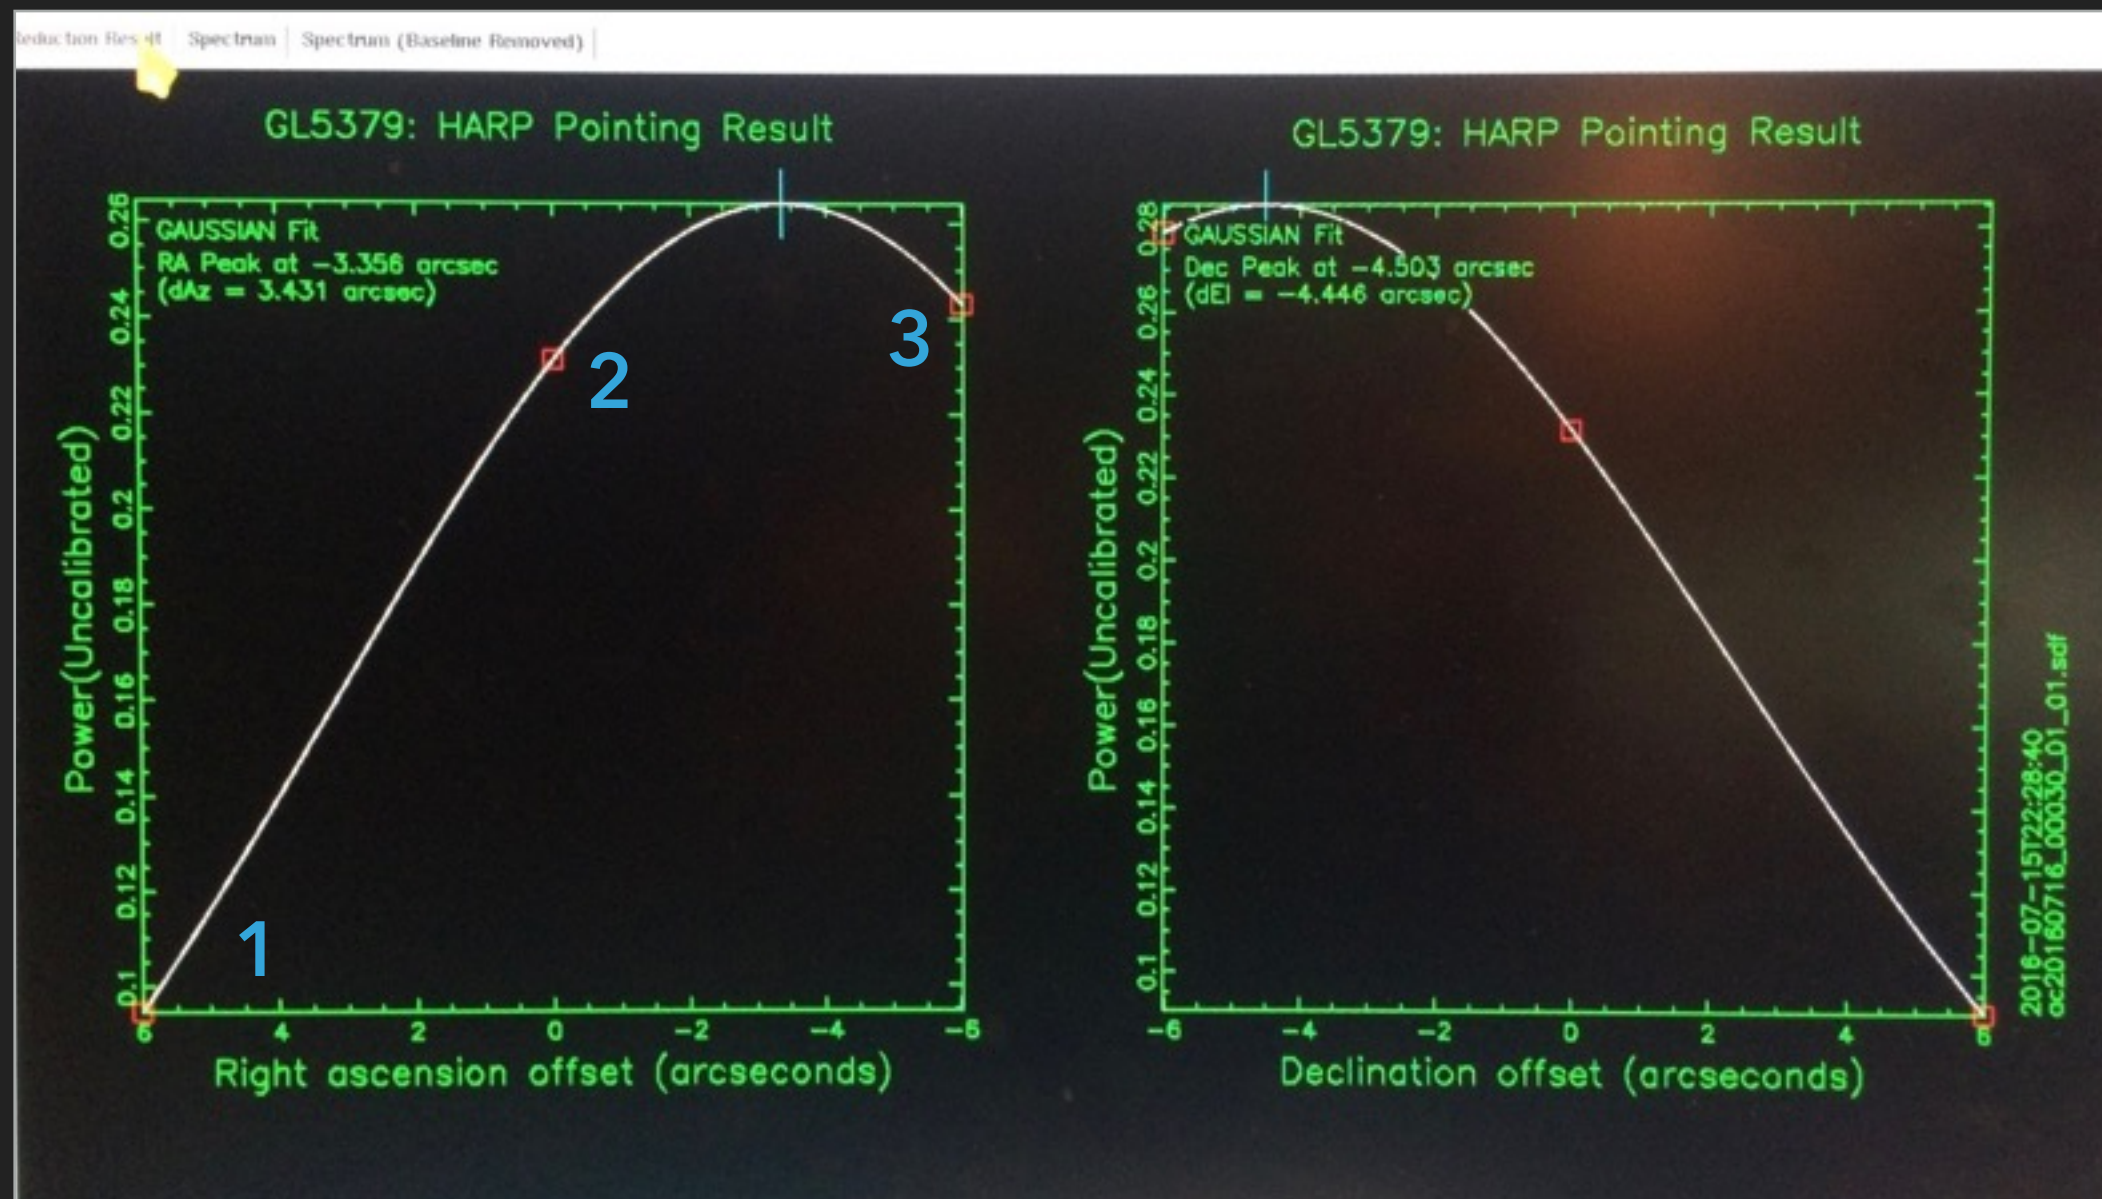 Reduction Result Spectrum Spectrum (Baseline Removed)
GL5379: HARP Pointing Result
GAUSSIAN Fit
RA Peak at -3.356 arcsec
(dAz = 3.431 arcsec)
Power(Uncalibrated)
0.26
0.24
0.22
0.2
0.18
0.16
0.14
0.12
0.1
1
2
3
6 4 2 0 -2 -4 -6
Right ascension offset (arcseconds)
GL5379: HARP Pointing Result
GAUSSIAN Fit
Dec Peak at -4.503 arcsec
(dEl = -4.446 arcsec)
Power(Uncalibrated)
0.28
0.26
0.24
0.22
0.2
0.18
0.16
0.14
0.12
0.1
-6 -4 -2 0 2 4 6
Declination offset (arcseconds)
2016-07-15T22:28:40
ac20160716_00030_01_01.sdf